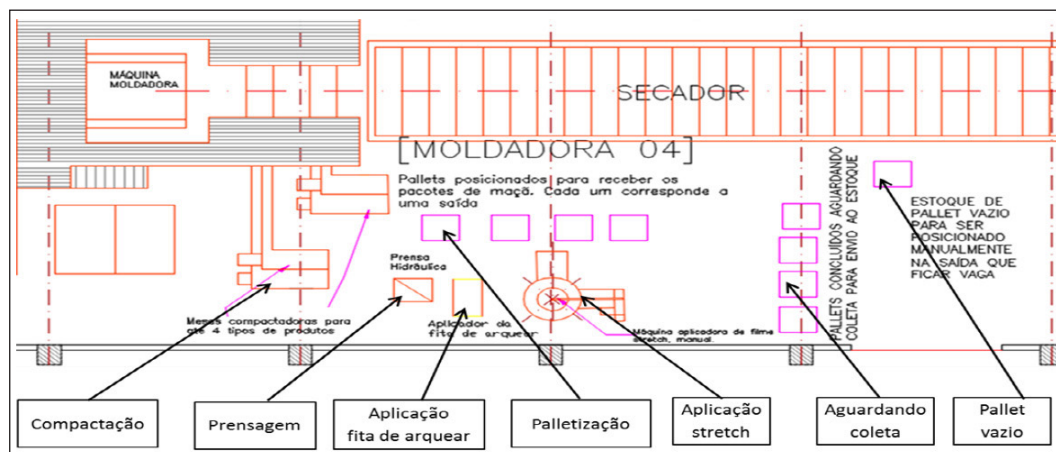 MÁQUINA
MOLDADORA
SECADOR
[MOLDADORA 04]
Pallets posicionados para receber os
pacotes de maçã. Cada um corresponde a
uma saída
PALLETS CONCLUÍDOS AGUARDANDO
COLETA PARA ENVIO AO ESTOQUE
ESTOQUE DE
PALLET VAZIO
PARA SER
POSICIONADO
MANUALMENTE
NA SAÍDA QUE
FICAR VAGA
Prensa
Hidráulica
Mesas compactadoras para
até 4 tipos de produtos
Aplicador da
fita de arquear
Máquina aplicadora de filme
stretch, manual.
Compactação
Prensagem
Aplicação
fita de arquear
Palletização
Aplicação
stretch
Aguardando
coleta
Pallet
vazio